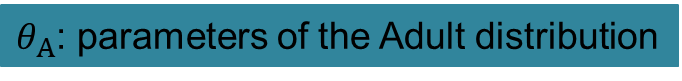 θ_A: parameters of the Adult distribution